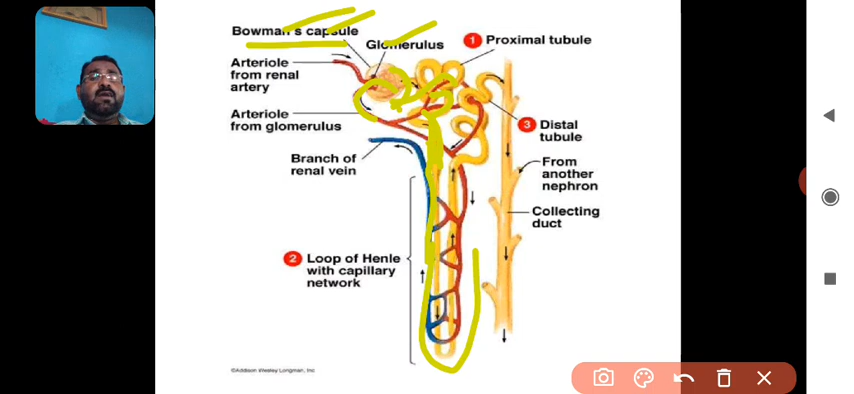 Bowman's capsule
Glomerulus
1 Proximal tubule
Arteriole
from renal
artery
Arteriole
from glomerulus
3 Distal
tubule
Branch of
renal vein
From
another
nephron
Collecting
duct
2 Loop of Henle
with capillary
network
©Addison Wesley Longman, Inc